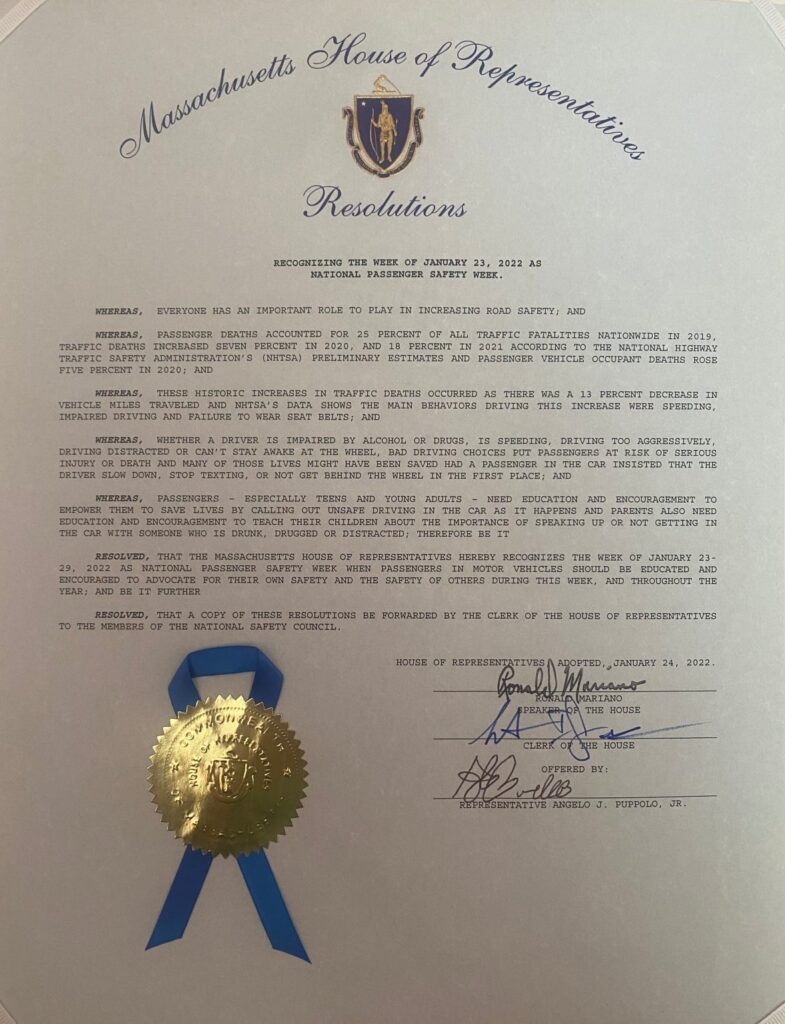 Massachusetts House of Representatives
Resolutions
RECOGNIZING THE WEEK OF JANUARY 23, 2022 AS
NATIONAL PASSENGER SAFETY WEEK.
WHEREAS, EVERYONE HAS AN IMPORTANT ROLE TO PLAY IN INCREASING ROAD SAFETY; AND
WHEREAS, PASSENGER DEATHS ACCOUNTED FOR 25 PERCENT OF ALL TRAFFIC FATALITIES NATIONWIDE IN 2019,
TRAFFIC DEATHS INCREASED SEVEN PERCENT IN 2020, AND 18 PERCENT IN 2021 ACCORDING TO THE NATIONAL HIGHWAY
TRAFFIC SAFETY ADMINISTRATION'S (NHTSA) PRELIMINARY ESTIMATES AND PASSENGER VEHICLE OCCUPANT DEATHS ROSE
FIVE PERCENT IN 2020; AND
WHEREAS, THESE HISTORIC INCREASES IN TRAFFIC DEATHS OCCURRED AS THERE WAS A 13 PERCENT DECREASE IN
VEHICLE MILES TRAVELED AND NHTSA'S DATA SHOWS THE MAIN BEHAVIORS DRIVING THIS INCREASE WERE SPEEDING,
IMPAIRED DRIVING AND FAILURE TO WEAR SEAT BELTS; AND
WHEREAS, WHETHER A DRIVER IS IMPAIRED BY ALCOHOL OR DRUGS, IS SPEEDING, DRIVING TOO AGGRESSIVELY,
DRIVING DISTRACTED OR CAN'T STAY AWAKE AT THE WHEEL, BAD DRIVING CHOICES PUT PASSENGERS AT RISK OF SERIOUS
INJURY OR DEATH AND MANY OF THOSE LIVES MIGHT HAVE BEEN SAVED HAD A PASSENGER IN THE CAR INSISTED THAT THE
DRIVER SLOW DOWN, STOP TEXTING, OR NOT GET BEHIND THE WHEEL IN THE FIRST PLACE; AND
WHEREAS, PASSENGERS – ESPECIALLY TEENS AND YOUNG ADULTS – NEED EDUCATION AND ENCOURAGEMENT TO
EMPOWER THEM TO SAVE LIVES BY CALLING OUT UNSAFE DRIVING IN THE CAR AS IT HAPPENS AND PARENTS ALSO NEED
EDUCATION AND ENCOURAGEMENT TO TEACH THEIR CHILDREN ABOUT THE IMPORTANCE OF SPEAKING UP OR NOT GETTING IN
THE CAR WITH SOMEONE WHO IS DRUNK, DRUGGED OR DISTRACTED; THEREFORE BE IT
RESOLVED, THAT THE MASSACHUSETTS HOUSE OF REPRESENTATIVES HEREBY RECOGNIZES THE WEEK OF JANUARY 23-
29, 2022 AS NATIONAL PASSENGER SAFETY WEEK WHEN PASSENGERS IN MOTOR VEHICLES SHOULD BE EDUCATED AND
ENCOURAGED TO ADVOCATE FOR THEIR OWN SAFETY AND THE SAFETY OF OTHERS DURING THIS WEEK, AND THROUGHOUT THE
YEAR; AND BE IT FURTHER
RESOLVED, THAT A COPY OF THESE RESOLUTIONS BE FORWARDED BY THE CLERK OF THE HOUSE OF REPRESENTATIVES
TO THE MEMBERS OF THE NATIONAL SAFETY COUNCIL.
HOUSE OF REPRESENTATIVES, ADOPTED, JANUARY 24, 2022.
Ronald Mariano
RONALD MARIANO
SPEAKER OF THE HOUSE
CLERK OF THE HOUSE
OFFERED BY:
REPRESENTATIVE ANGELO J. PUPPOLO, JR.
COMMONWEALTH
HOUSE OF REPRESENTATIVES